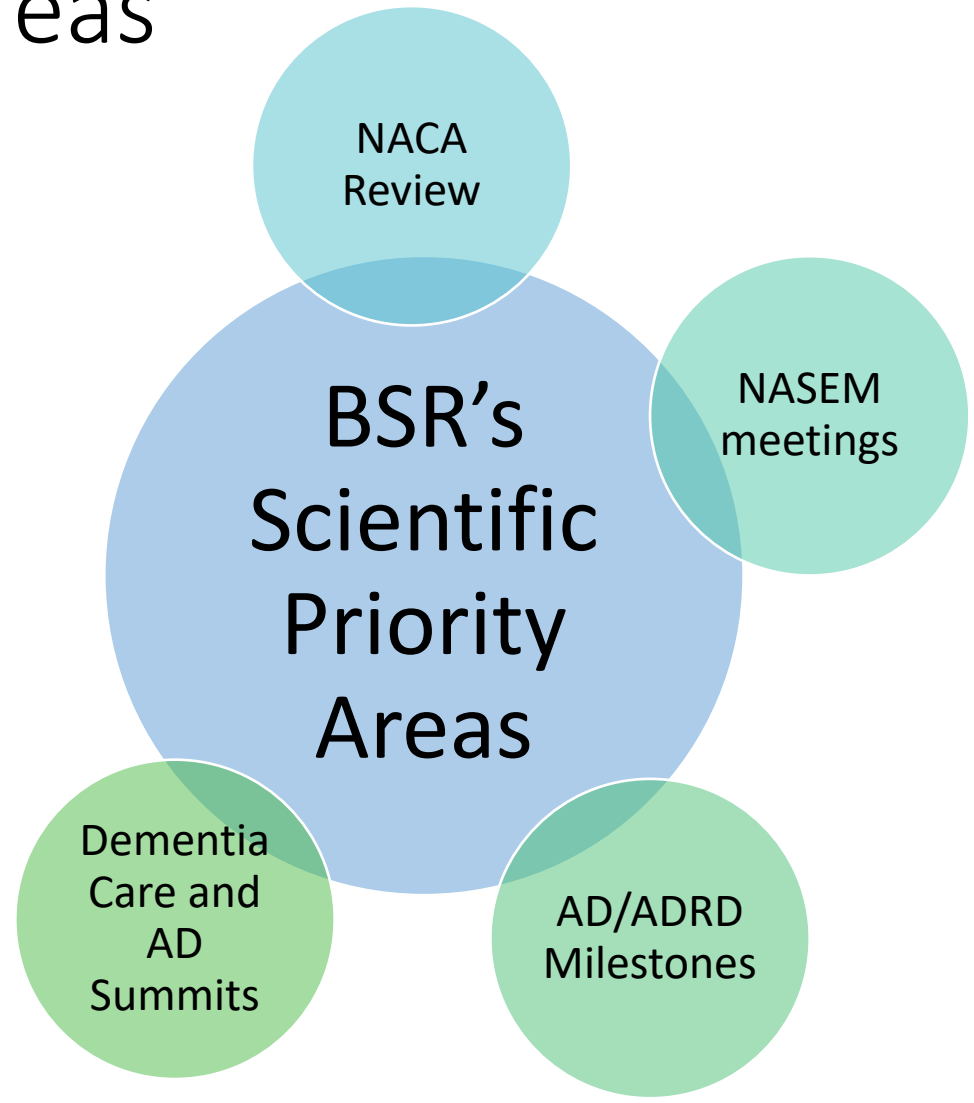 eas
NACA
Review
NASEM
meetings
BSR’s
Scientific
Priority
Areas
Dementia
Care and
AD
Summits
AD/ADRD
Milestones